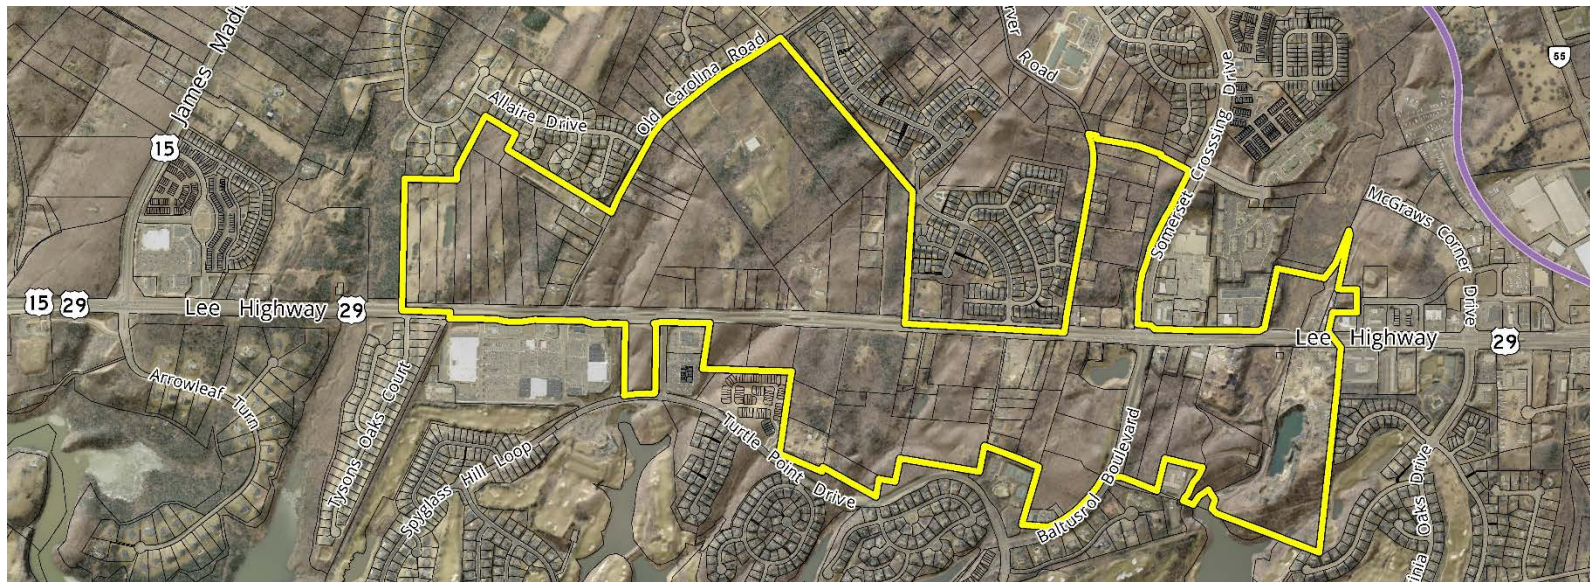 James Madi
15
15
29
Lee Highway
29
Arrowleaf Turn
Tysons Oaks Court
Spyglass Hill Loop
Allaire Drive
Old Carolina Road
Turtle Point Drive
Baltusrol Boulevard
Road
Somerset Crossing Drive
McGraws Corner Drive
55
Lee Highway
29
Oaks Drive